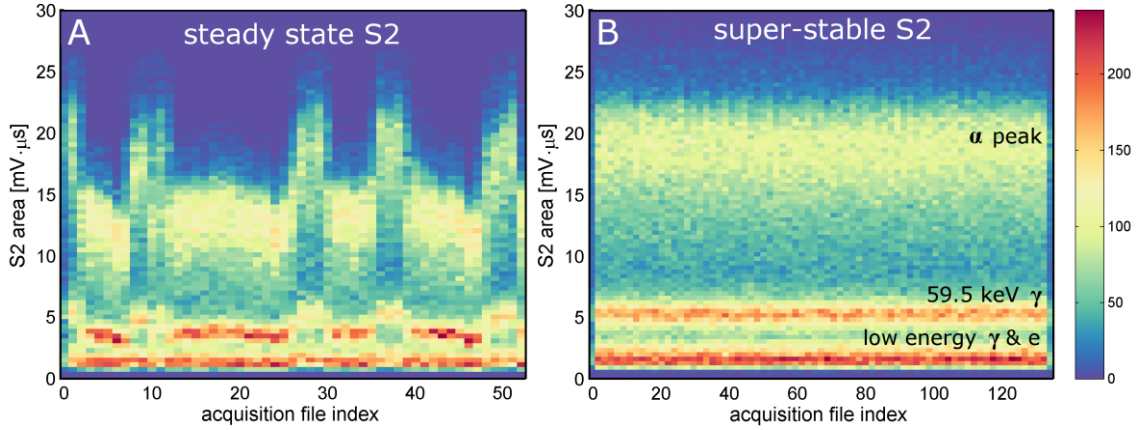 A
steady state S2
30
25
20
15
10
5
0
S2 area [mV·μs]
0
10
20
30
40
50
acquisition file index
B
super-stable S2
30
25
20
15
10
5
0
S2 area [mV·μs]
α peak
59.5 keV γ
low energy γ & e
0
20
40
60
80
100
120
acquisition file index
200
150
100
50
0